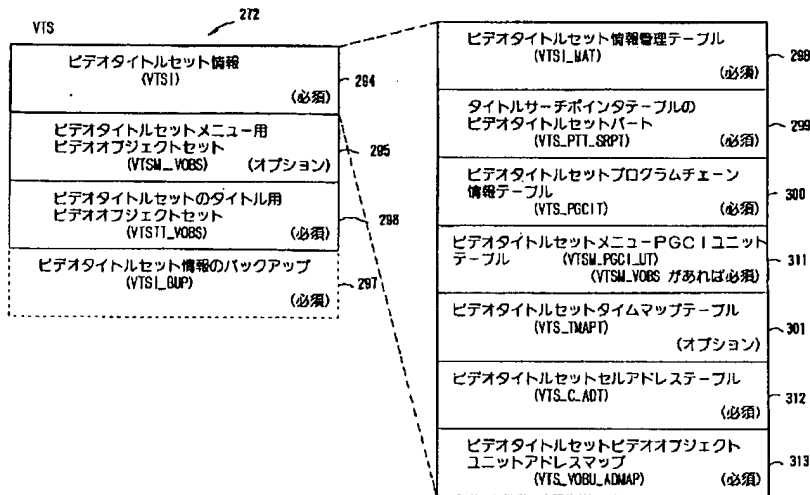 272
VTS
ビデオタイトルセット情報
(VTSI)
(必須)
294
ビデオタイトルセットメニュー用
ビデオオブジェクトセット
(VTSM_VOBS) (オプション)
295
ビデオタイトルセットのタイトル用
ビデオオブジェクトセット
(VTSTT_VOBS) (必須)
296
ビデオタイトルセット情報のバックアップ
(VTSI_BUP)
(必須)
297
ビデオタイトルセット情報管理テーブル
(VTSI_MAT)
(必須)
298
タイトルサーチポインタテーブルの
ビデオタイトルセットパート
(VTS_PTT_SRPT) (必須)
299
ビデオタイトルセットプログラムチェーン
情報テーブル
(VTS_PGCIT) (必須)
300
ビデオタイトルセットメニューPGCIユニット
テーブル (VTSM_PGCI_UT)
(VTSM_VOBS があれば必須)
311
ビデオタイトルセットタイムマップテーブル
(VTS_TMAPT)
(オプション)
301
ビデオタイトルセットセルアドレステーブル
(VTS_C_ADT)
(必須)
312
ビデオタイトルセットビデオオブジェクト
ユニットアドレスマップ
(VTS_VOBU_ADMAP) (必須)
313